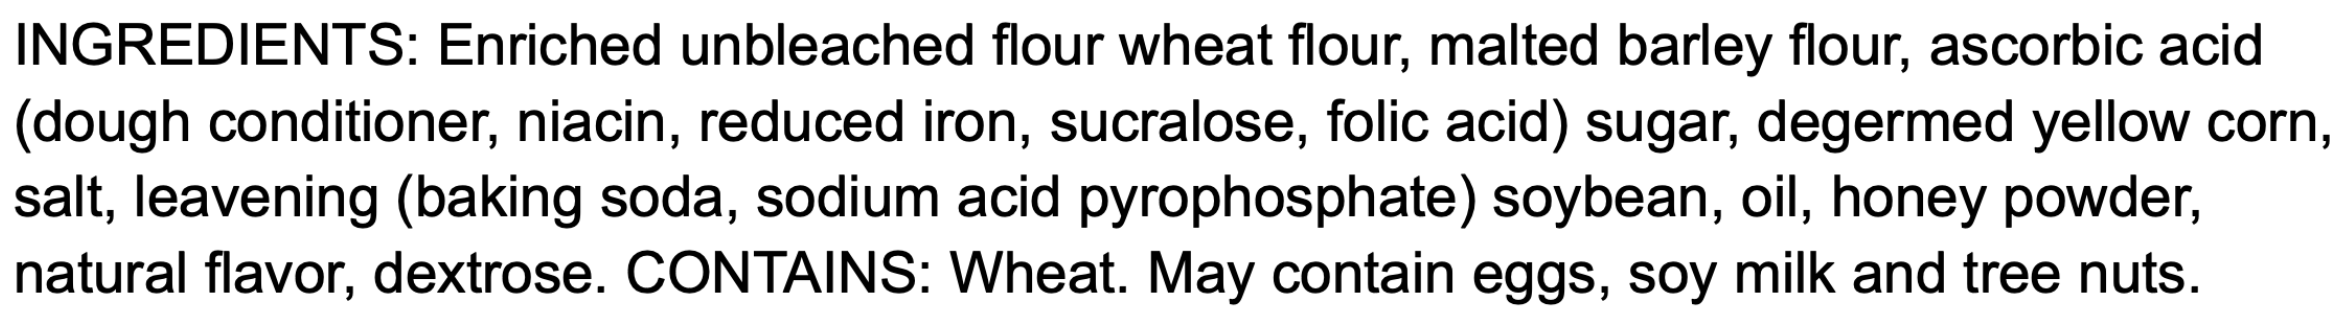 INGREDIENTS: Enriched unbleached flour wheat flour, malted barley flour, ascorbic acid
(dough conditioner, niacin, reduced iron, sucralose, folic acid) sugar, degermed yellow corn,
salt, leavening (baking soda, sodium acid pyrophosphate) soybean, oil, honey powder,
natural flavor, dextrose. CONTAINS: Wheat. May contain eggs, soy milk and tree nuts.